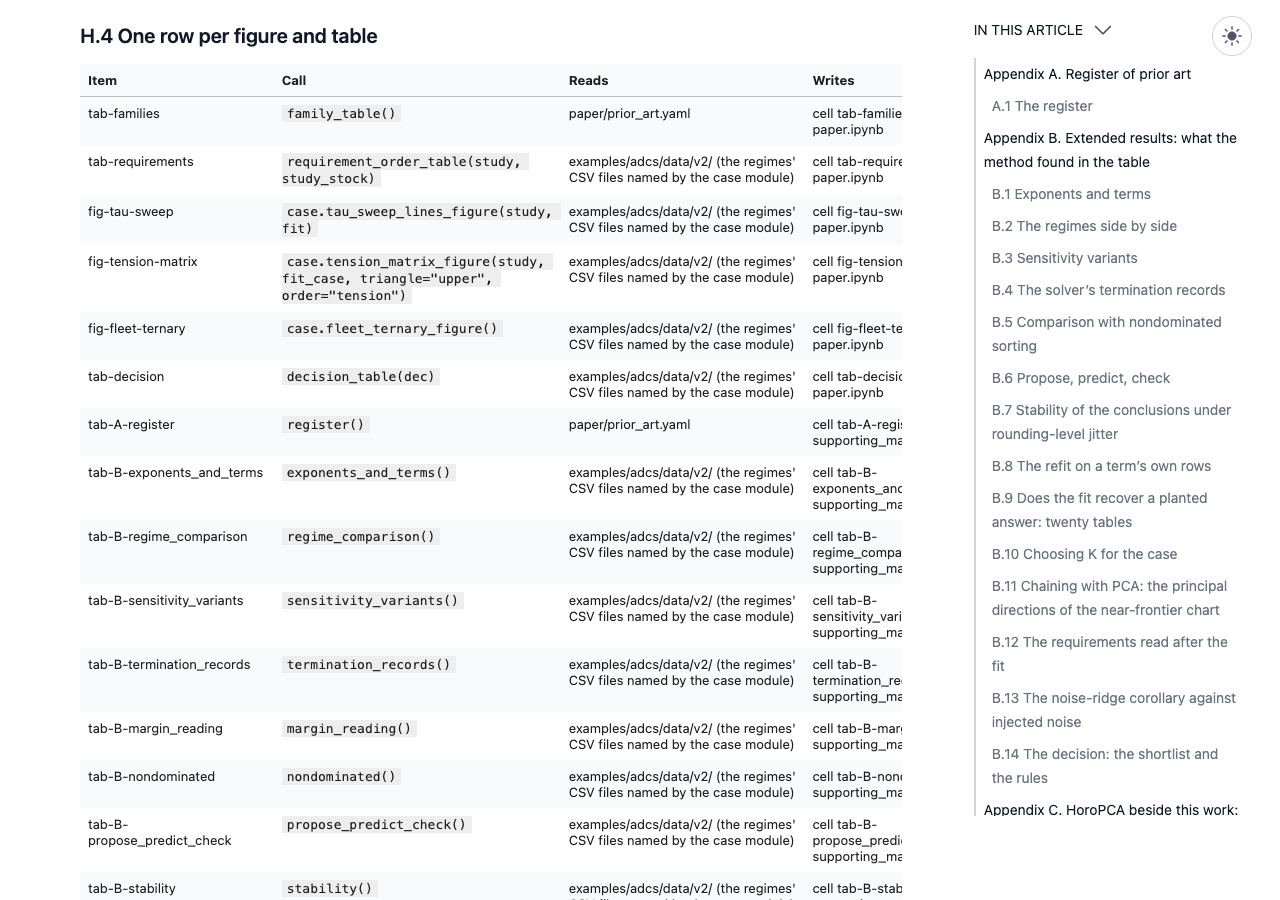 H.4 One row per figure and table
Item Call Reads Writes
tab-families family_table() paper/prior_art.yaml cell tab-familie
paper.ipynb
tab-requirements requirement_order_table(study, examples/adcs/data/v2/ (the regimes' cell tab-require
study_stock) CSV files named by the case module) paper.ipynb
fig-tau-sweep case.tau_sweep_lines_figure(study, examples/adcs/data/v2/ (the regimes' cell fig-tau-swe
fit) CSV files named by the case module) paper.ipynb
fig-tension-matrix case.tension_matrix_figure(study, examples/adcs/data/v2/ (the regimes' cell fig-tension
fit_case, triangle="upper", CSV files named by the case module) paper.ipynb
order="tension")
fig-fleet-ternary case.fleet_ternary_figure() examples/adcs/data/v2/ (the regimes' cell fig-fleet-te
CSV files named by the case module) paper.ipynb
tab-decision decision_table(dec) examples/adcs/data/v2/ (the regimes' cell tab-decisio
CSV files named by the case module) paper.ipynb
tab-A-register register() paper/prior_art.yaml cell tab-A-regis
supporting_ma
tab-B-exponents_and_terms exponents_and_terms() examples/adcs/data/v2/ (the regimes' cell tab-B-
CSV files named by the case module) exponents_and
supporting_ma
tab-B-regime_comparison regime_comparison() examples/adcs/data/v2/ (the regimes' cell tab-B-
CSV files named by the case module) regime_compa
supporting_ma
tab-B-sensitivity_variants sensitivity_variants() examples/adcs/data/v2/ (the regimes' cell tab-B-
CSV files named by the case module) sensitivity_vari
supporting_ma
tab-B-termination_records termination_records() examples/adcs/data/v2/ (the regimes' cell tab-B-
CSV files named by the case module) termination_re
supporting_ma
tab-B-margin_reading margin_reading() examples/adcs/data/v2/ (the regimes' cell tab-B-marg
CSV files named by the case module) supporting_ma
tab-B-nondominated nondominated() examples/adcs/data/v2/ (the regimes' cell tab-B-nond
CSV files named by the case module) supporting_ma
tab-B- propose_predict_check() examples/adcs/data/v2/ (the regimes' cell tab-B-
propose_predict_check CSV files named by the case module) propose_predi
supporting_ma
tab-B-stability stability() examples/adcs/data/v2/ (the regimes' cell tab-B-stab
IN THIS ARTICLE
Appendix A. Register of prior art
A.1 The register
Appendix B. Extended results: what the
method found in the table
B.1 Exponents and terms
B.2 The regimes side by side
B.3 Sensitivity variants
B.4 The solver’s termination records
B.5 Comparison with nondominated
sorting
B.6 Propose, predict, check
B.7 Stability of the conclusions under
rounding-level jitter
B.8 The refit on a term’s own rows
B.9 Does the fit recover a planted
answer: twenty tables
B.10 Choosing K for the case
B.11 Chaining with PCA: the principal
directions of the near-frontier chart
B.12 The requirements read after the
fit
B.13 The noise-ridge corollary against
injected noise
B.14 The decision: the shortlist and
the rules
Appendix C. HoroPCA beside this work: